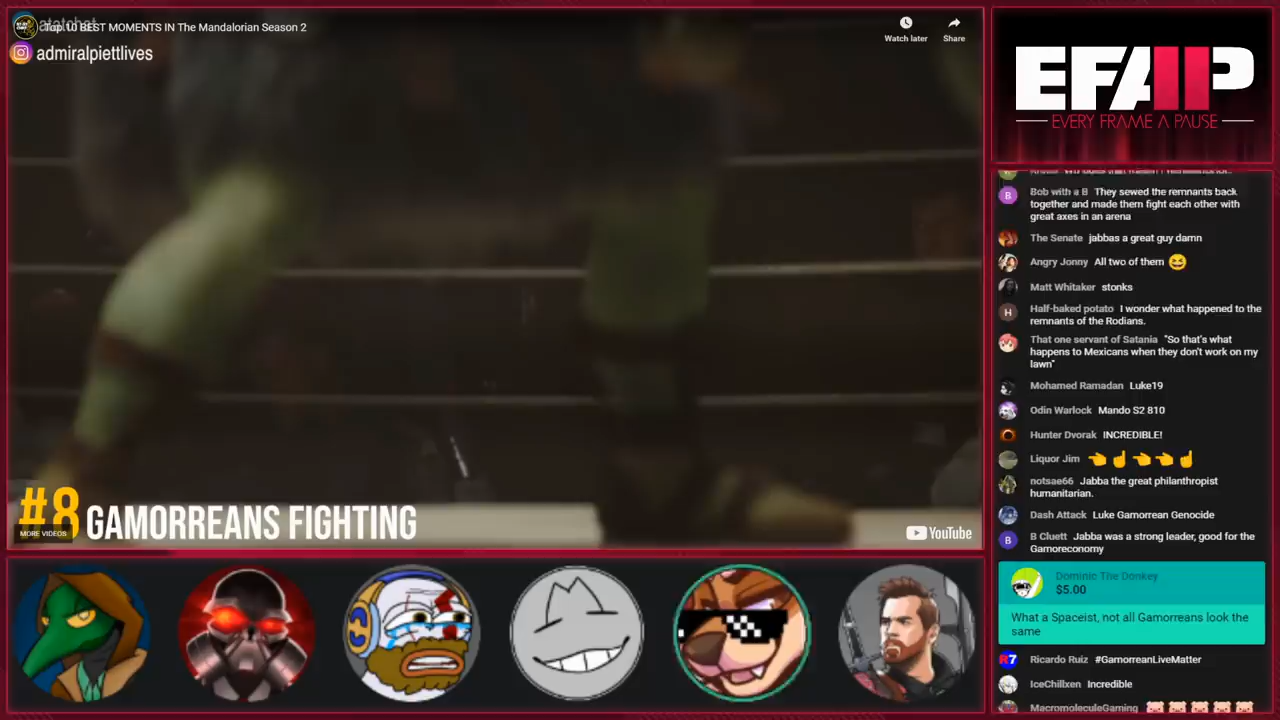 Top 10 BEST MOMENTS IN The Mandalorian Season 2
admiralpiettlives
Watch later
Share
#8 GAMORREANS FIGHTING
MORE VIDEOS
YouTube
EFAP
EVERY FRAME A PAUSE
Bob with a B They sewed the remnants back
together and made them fight each other with
great axes in an arena
The Senate jabbas a great guy damn
Angry Jonny All two of them 😆
Matt Whitaker stonks
H
Half-baked potato I wonder what happened to the
remnants of the Rodians.
That one servant of Satania "So that's what
happens to Mexicans when they don't work on my
lawn"
Mohamed Ramadan Luke19
Odin Warlock Mando S2 810
Hunter Dvorak INCREDIBLE!
Liquor Jim 👈☝👈👈☝
notsae66 Jabba the great philanthropist
humanitarian.
Dash Attack Luke Gamorrean Genocide
B
B Cluett Jabba was a strong leader, good for the
Gamoreconomy
Dominic The Donkey
$5.00
What a Spaceist, not all Gamorreans look the
same
R7
Ricardo Ruiz #GamorreanLiveMatter
IceChillxen Incredible
MacromoleculeGaming 🐷🐷🐷🐷🐷